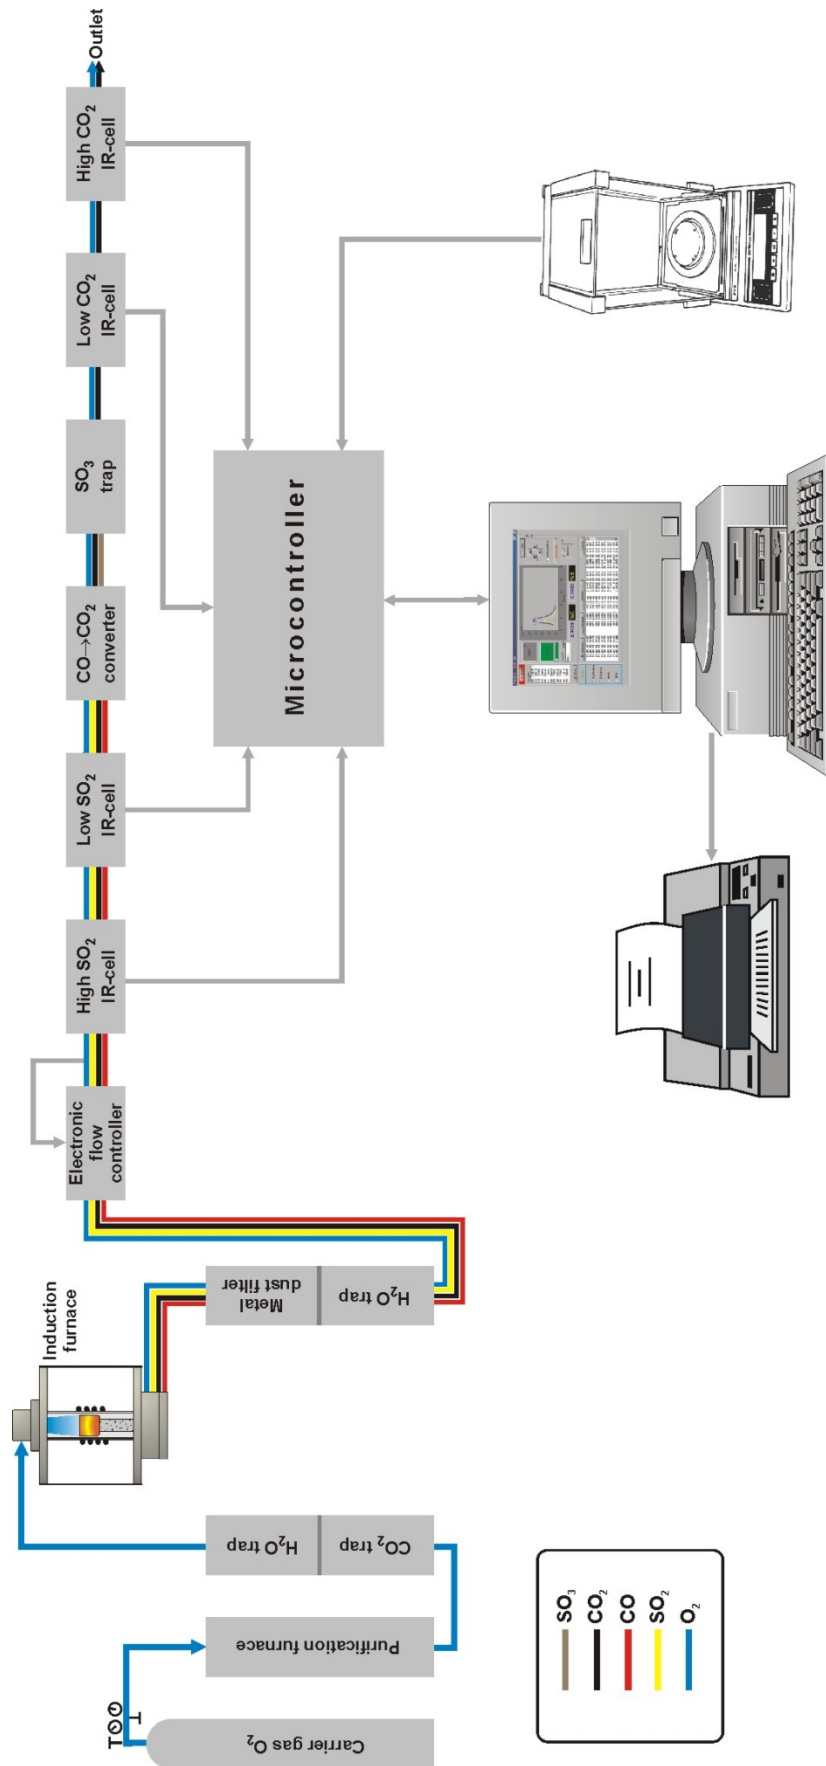 Carrier gas O₂
Purification furnace
CO₂ trap
H₂O trap
Induction
furnace
Metal
dust filter
H₂O trap
Electronic
flow
controller
High SO₂
IR-cell
Low SO₂
IR-cell
CO→CO₂
converter
SO₃
trap
Low CO₂
IR-cell
High CO₂
IR-cell
Outlet
Microcontroller
SO₃
CO₂
CO
SO₂
O₂